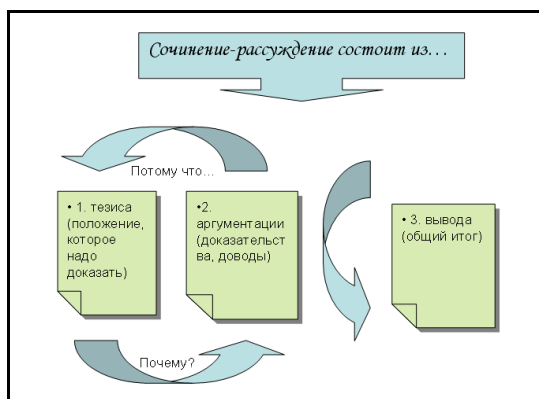 Сочинение-рассуждение состоит из…
Потому что...
• 1. тезиса
(положение,
которое
надо
доказать)
•2.
аргументации
(доказательст
ва, доводы)
• 3. вывода
(общий итог)
Почему?